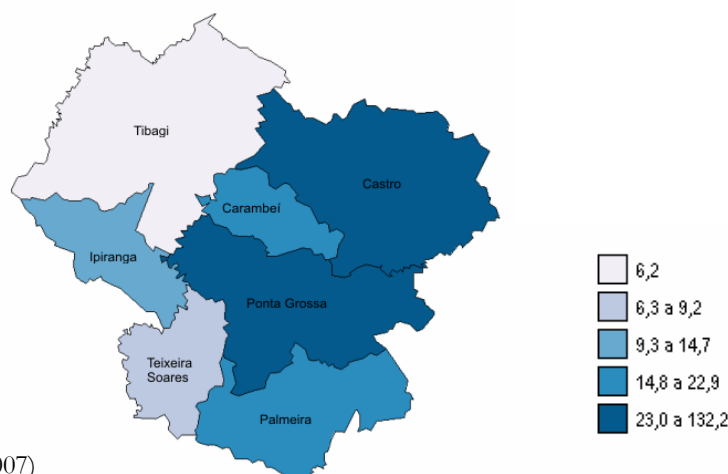 Tibagi
Castro
Carambeí
Ipiranga
Ponta Grossa
Teixeira
Soares
Palmeira
6,2
6,3 a 9,2
9,3 a 14,7
14,8 a 22,9
23,0 a 132,2
007)